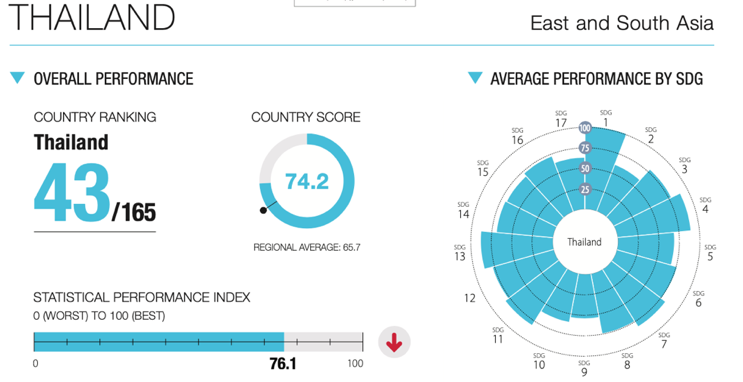 THAILAND
East and South Asia
OVERALL PERFORMANCE
COUNTRY RANKING
Thailand
43/165
COUNTRY SCORE
74.2
REGIONAL AVERAGE: 65.7
STATISTICAL PERFORMANCE INDEX
0 (WORST) TO 100 (BEST)
0
76.1
100
AVERAGE PERFORMANCE BY SDG
100
75
50
25
Thailand
SDG 1
SDG 2
SDG 3
SDG 4
SDG 5
SDG 6
SDG 7
SDG 8
SDG 9
SDG 10
SDG 11
12
SDG 13
SDG 14
SDG 15
SDG 16
SDG 17